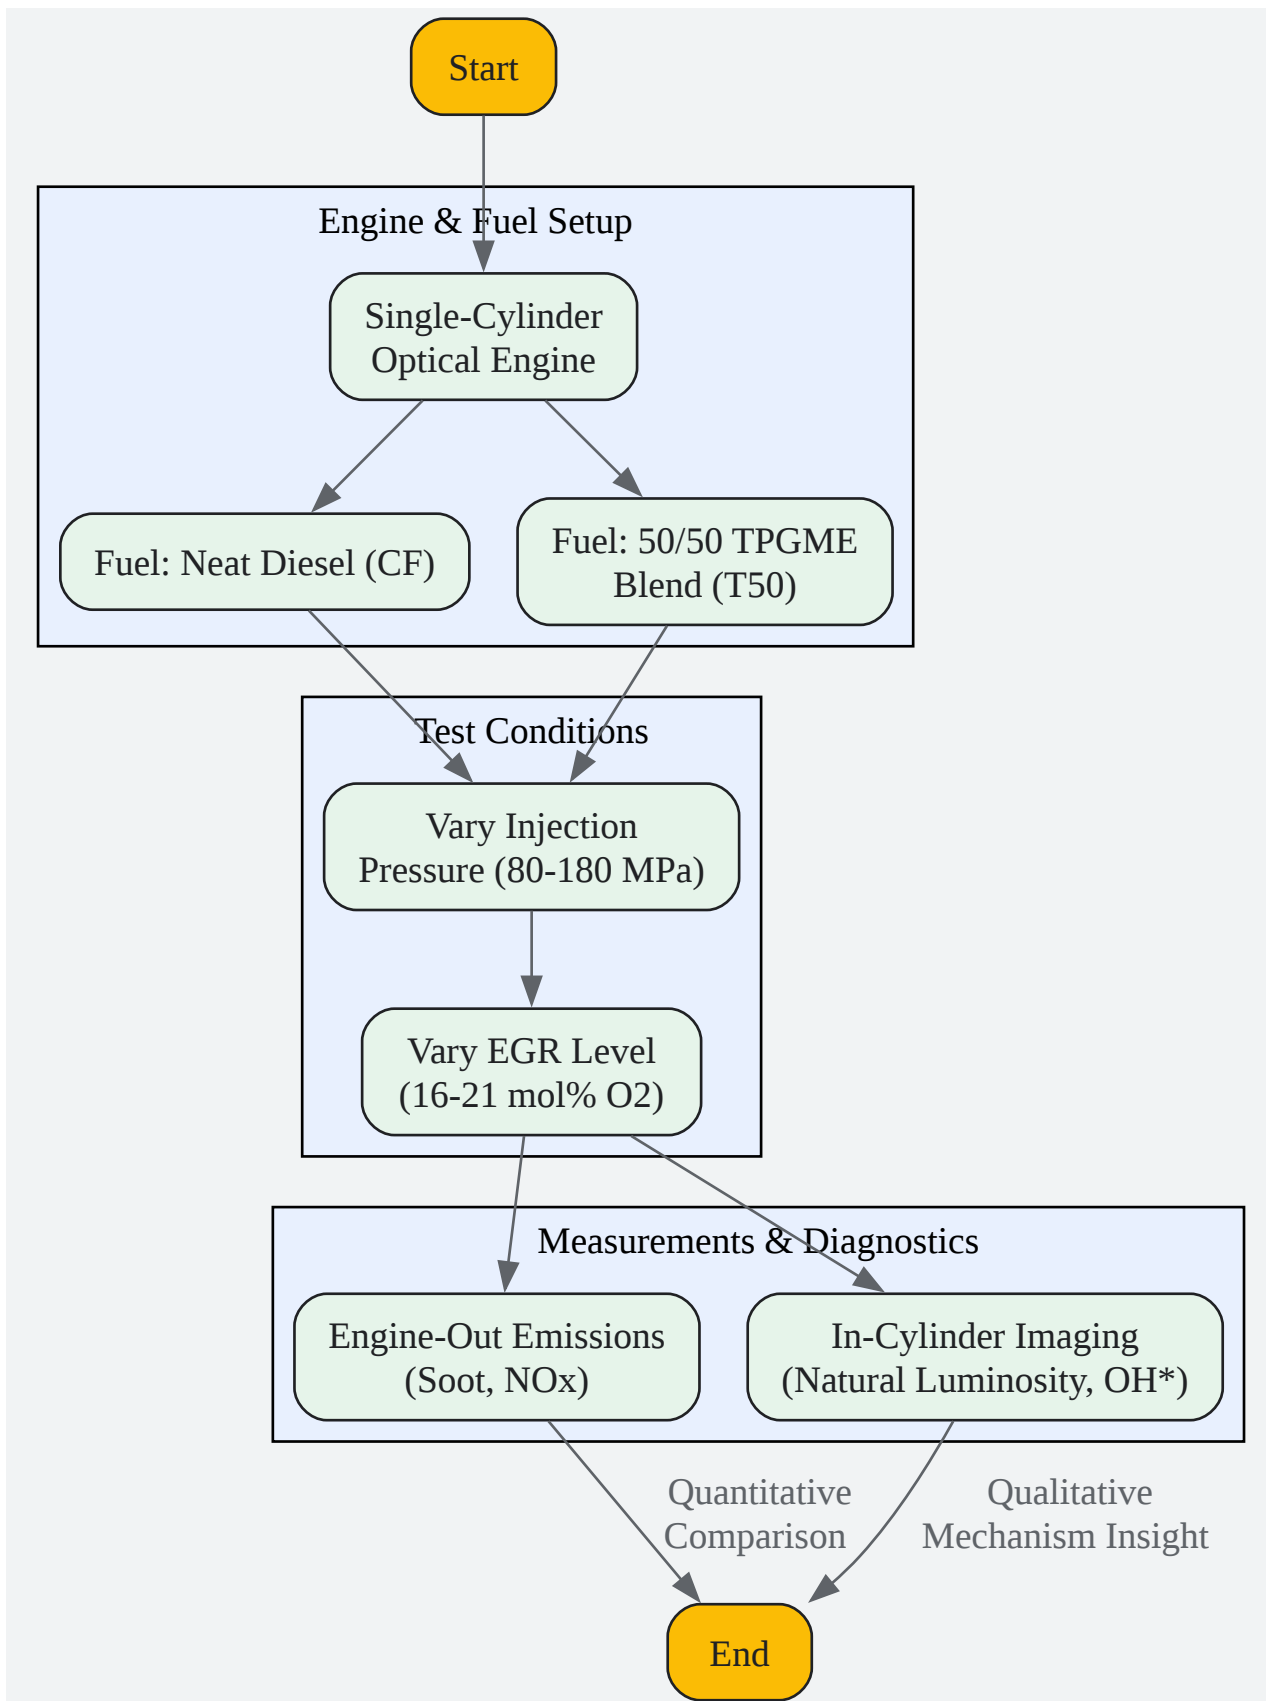 Start
Engine & Fuel Setup
Single-Cylinder
Optical Engine
Fuel: Neat Diesel (CF)
Fuel: 50/50 TPGME
Blend (T50)
Test Conditions
Vary Injection
Pressure (80-180 MPa)
Vary EGR Level
(16-21 mol% O2)
Measurements & Diagnostics
Engine-Out Emissions
(Soot, NOx)
In-Cylinder Imaging
(Natural Luminosity, OH*)
Quantitative
Comparison
Qualitative
Mechanism Insight
End